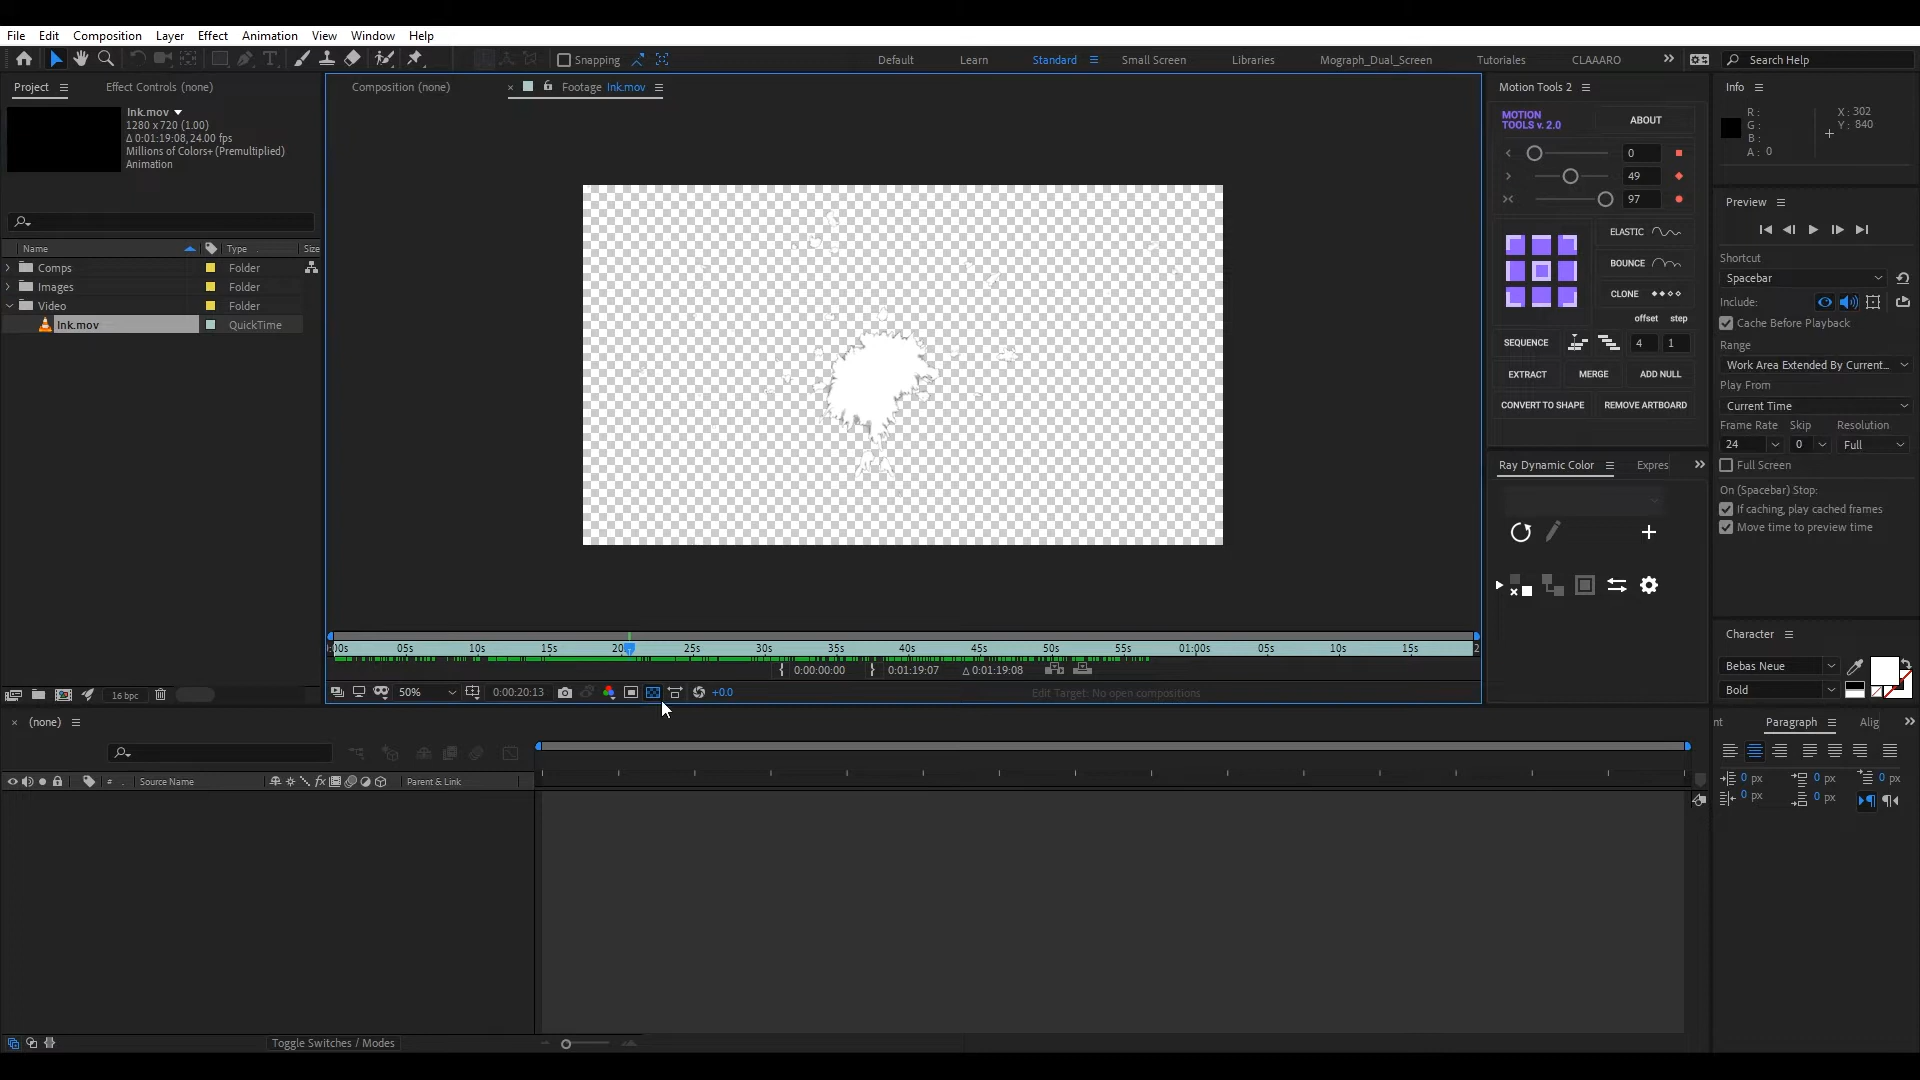 File Edit Composition Layer Effect Animation View Window Help
Snapping Default Learn Standard Small Screen Libraries Mograph_Dual_Screen Tutoriales CLAAARO Search Help
Project Effect Controls (none)
Ink.mov
1280 x 720 (1.00)
Δ 0:01:19:08, 24.00 fps
Millions of Colors+ (Premultiplied)
Animation
Name Type Size
Comps Folder
Images Folder
Video Folder
Ink.mov QuickTime
16 bpc
Composition (none) × Footage Ink.mov
:00s 05s 10s 15s 20s 25s 30s 35s 40s 45s 50s 55s 01:00s 05s 10s 15s 2
0:00:00:00 0:01:19:07 Δ0:01:19:08
50% 0:00:20:13 +0.0 Edit Target: No open compositions
Motion Tools 2
MOTION
TOOLS v. 2.0
ABOUT
0
49
97
ELASTIC
BOUNCE
CLONE
offset step
SEQUENCE 4 1
EXTRACT MERGE ADD NULL
CONVERT TO SHAPE REMOVE ARTBOARD
Ray Dynamic Color Expres
Info
R :
G :
B :
A : 0
X : 302
Y : 840
Preview
Shortcut
Spacebar
Include:
Cache Before Playback
Range
Work Area Extended By Current...
Play From
Current Time
Frame Rate Skip Resolution
24 0 Full
Full Screen
On (Spacebar) Stop:
If caching, play cached frames
Move time to preview time
Character
Bebas Neue
Bold
nt Paragraph Alig
0 px 0 px 0 px
0 px 0 px
× (none)
# . Source Name Parent & Link
Toggle Switches / Modes